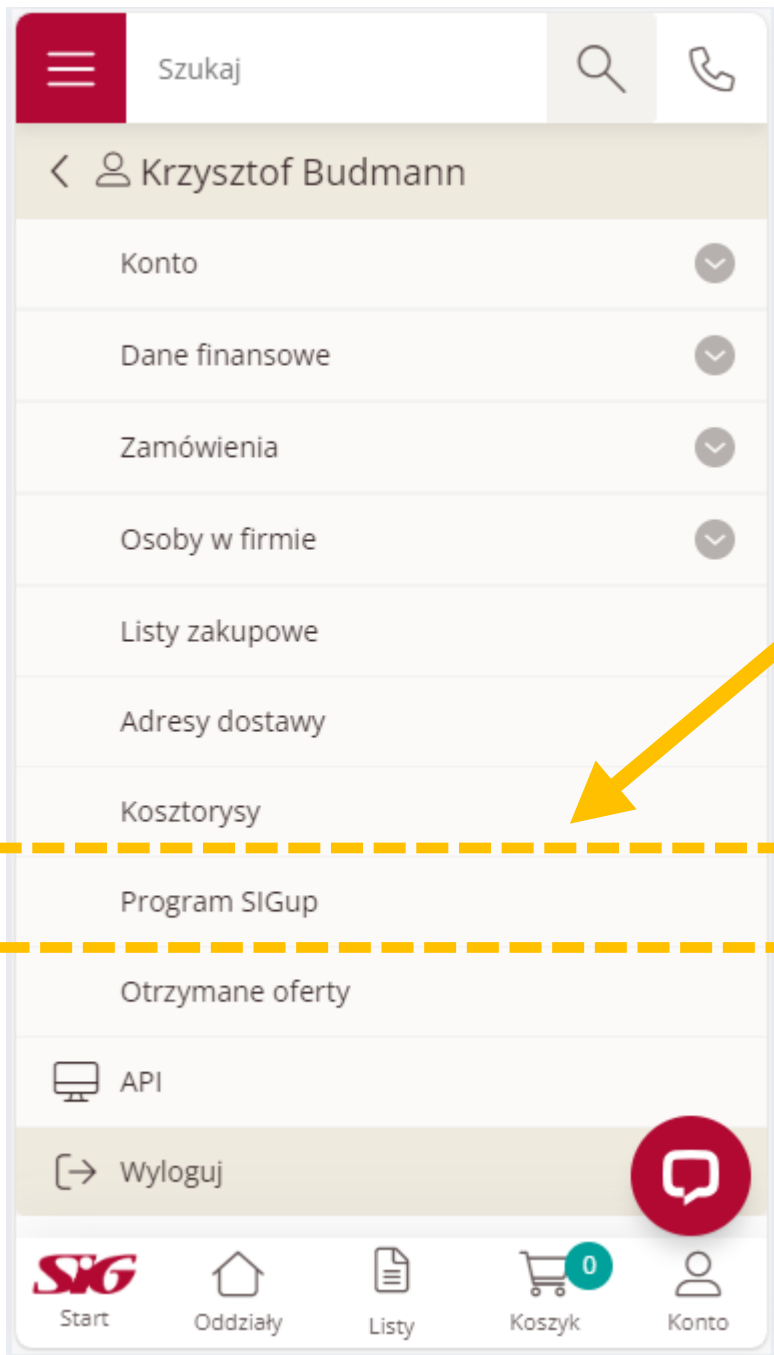 Szukaj
Krzysztof Budmann
Konto
Dane finansowe
Zamówienia
Osoby w firmie
Listy zakupowe
Adresy dostawy
Kosztorysy
Program SIGup
Otrzymane oferty
API
Wyloguj
SIG
0
Start
Oddziały
Listy
Koszyk
Konto